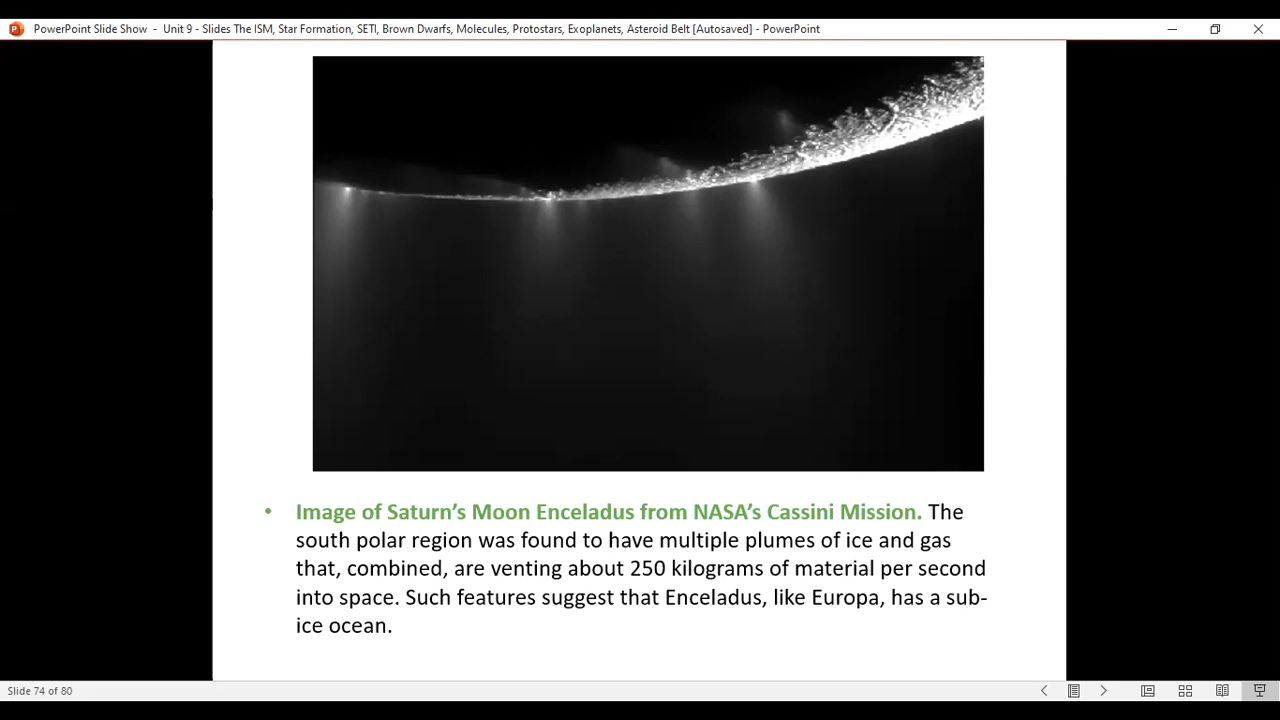 PowerPoint Slide Show - Unit 9 - Slides The ISM, Star Formation, SETI, Brown Dwarfs, Molecules, Protostars, Exoplanets, Asteroid Belt [Autosaved] - PowerPoint
• Image of Saturn’s Moon Enceladus from NASA’s Cassini Mission. The
south polar region was found to have multiple plumes of ice and gas
that, combined, are venting about 250 kilograms of material per second
into space. Such features suggest that Enceladus, like Europa, has a sub-
ice ocean.
Slide 74 of 80